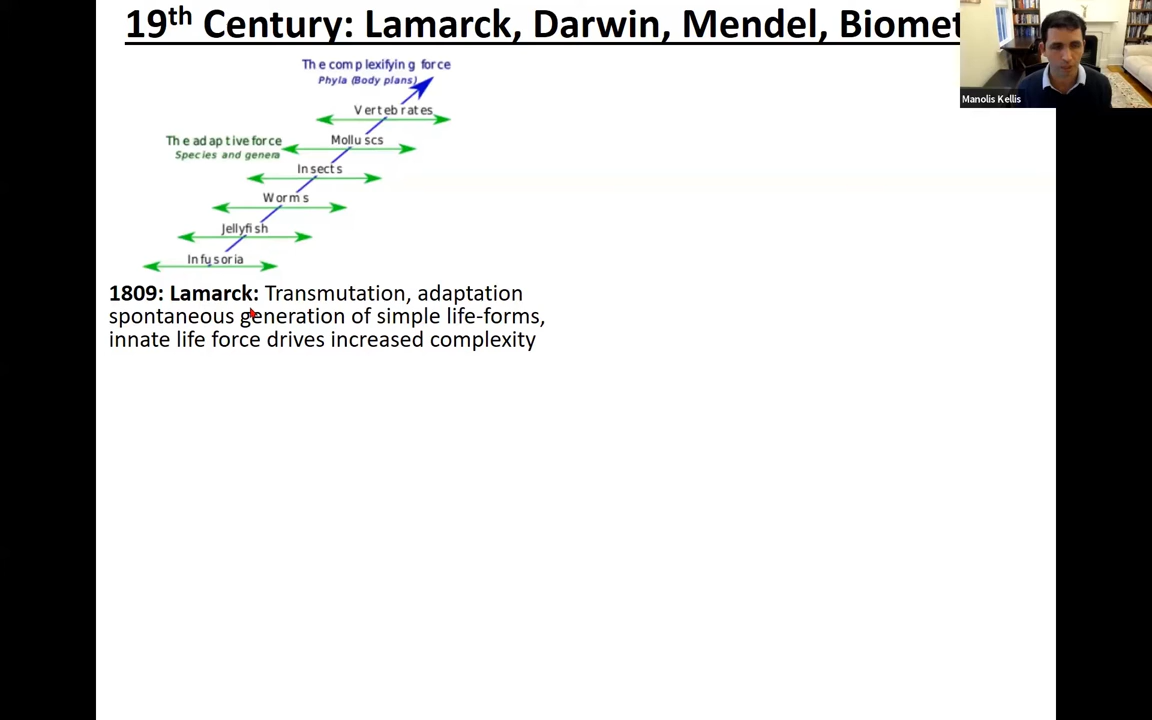 19th Century: Lamarck, Darwin, Mendel, Biomet
The complexifying force
Phyla (Body plans)
Vertebrates
The adaptive force
Species and genera
Molluscs
Insects
Worms
Jellyfish
Infusoria
1809: Lamarck: Transmutation, adaptation
spontaneous generation of simple life-forms,
innate life force drives increased complexity
Manolis Kellis